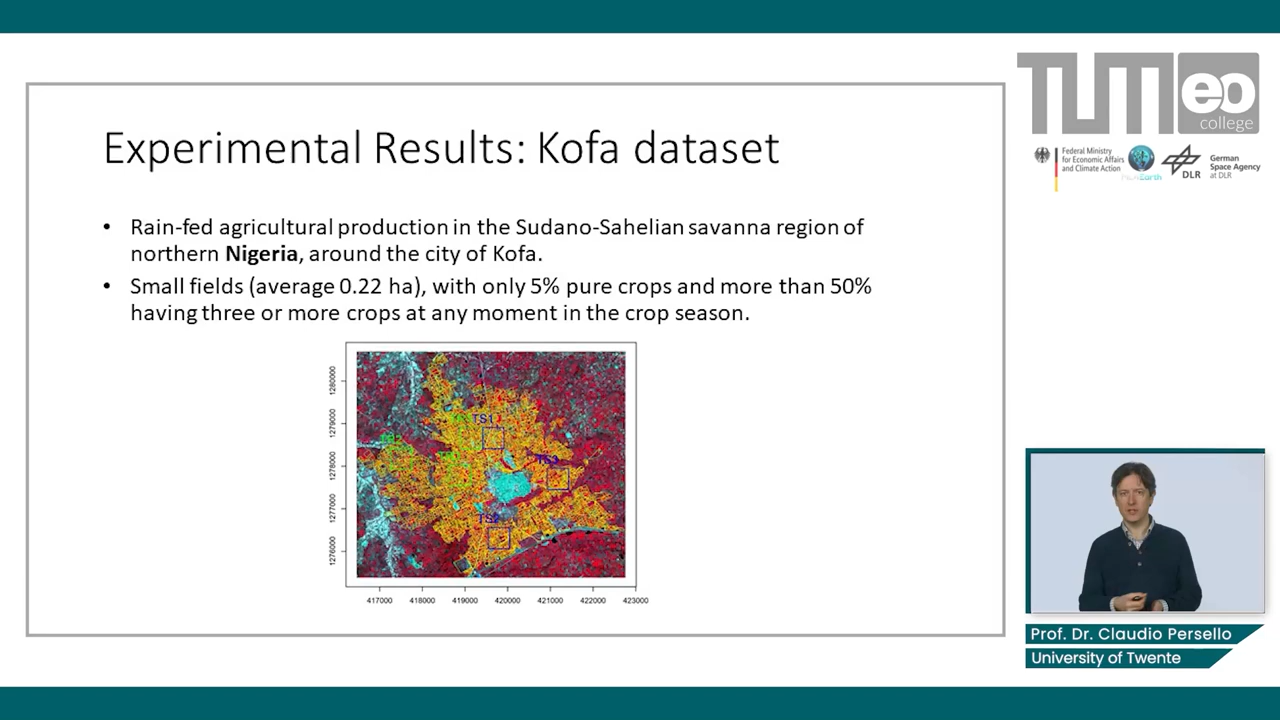 Experimental Results: Kofa dataset
• Rain-fed agricultural production in the Sudano-Sahelian savanna region of
northern Nigeria, around the city of Kofa.
• Small fields (average 0.22 ha), with only 5% pure crops and more than 50%
having three or more crops at any moment in the crop season.
1280000
1279000
1278000
1277000
1276000
TS1
TS2
417000 418000 419000 420000 421000 422000 423000
TUM eo
college
Federal Ministry
for Economic Affairs
and Climate Action
DLR
German
Space Agency
at DLR
Prof. Dr. Claudio Persello
University of Twente